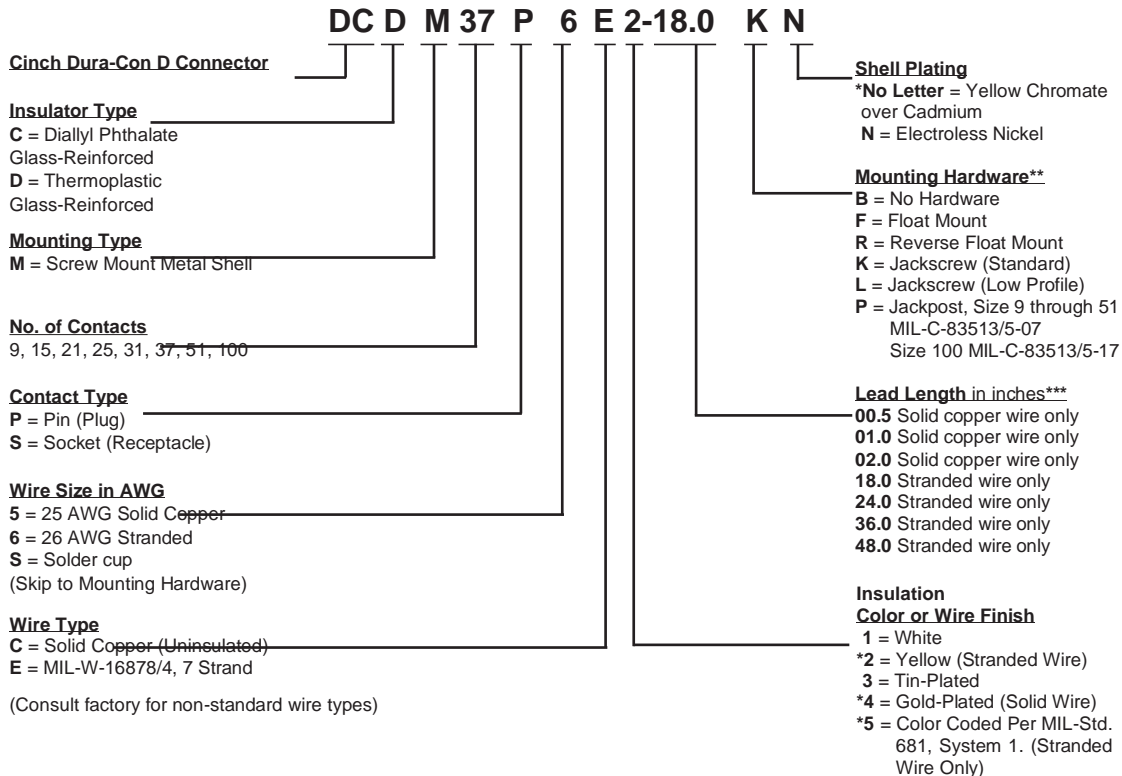 DC D M 37 P 6 E 2-18.0 K N
Cinch Dura-Con D Connector
Insulator Type
C = Diallyl Phthalate
Glass-Reinforced
D = Thermoplastic
Glass-Reinforced
Mounting Type
M = Screw Mount Metal Shell
No. of Contacts
9, 15, 21, 25, 31, 37, 51, 100
Contact Type
P = Pin (Plug)
S = Socket (Receptacle)
Wire Size in AWG
5 = 25 AWG Solid Copper
6 = 26 AWG Stranded
S = Solder cup
(Skip to Mounting Hardware)
Wire Type
C = Solid Copper (Uninsulated)
E = MIL-W-16878/4, 7 Strand
(Consult factory for non-standard wire types)
Shell Plating
*No Letter = Yellow Chromate
over Cadmium
N = Electroless Nickel
Mounting Hardware**
B = No Hardware
F = Float Mount
R = Reverse Float Mount
K = Jackscrew (Standard)
L = Jackscrew (Low Profile)
P = Jackpost, Size 9 through 51
MIL-C-83513/5-07
Size 100 MIL-C-83513/5-17
Lead Length in inches***
00.5 Solid copper wire only
01.0 Solid copper wire only
02.0 Solid copper wire only
18.0 Stranded wire only
24.0 Stranded wire only
36.0 Stranded wire only
48.0 Stranded wire only
Insulation
Color or Wire Finish
1 = White
*2 = Yellow (Stranded Wire)
3 = Tin-Plated
*4 = Gold-Plated (Solid Wire)
*5 = Color Coded Per MIL-Std.
681, System 1. (Stranded
Wire Only)